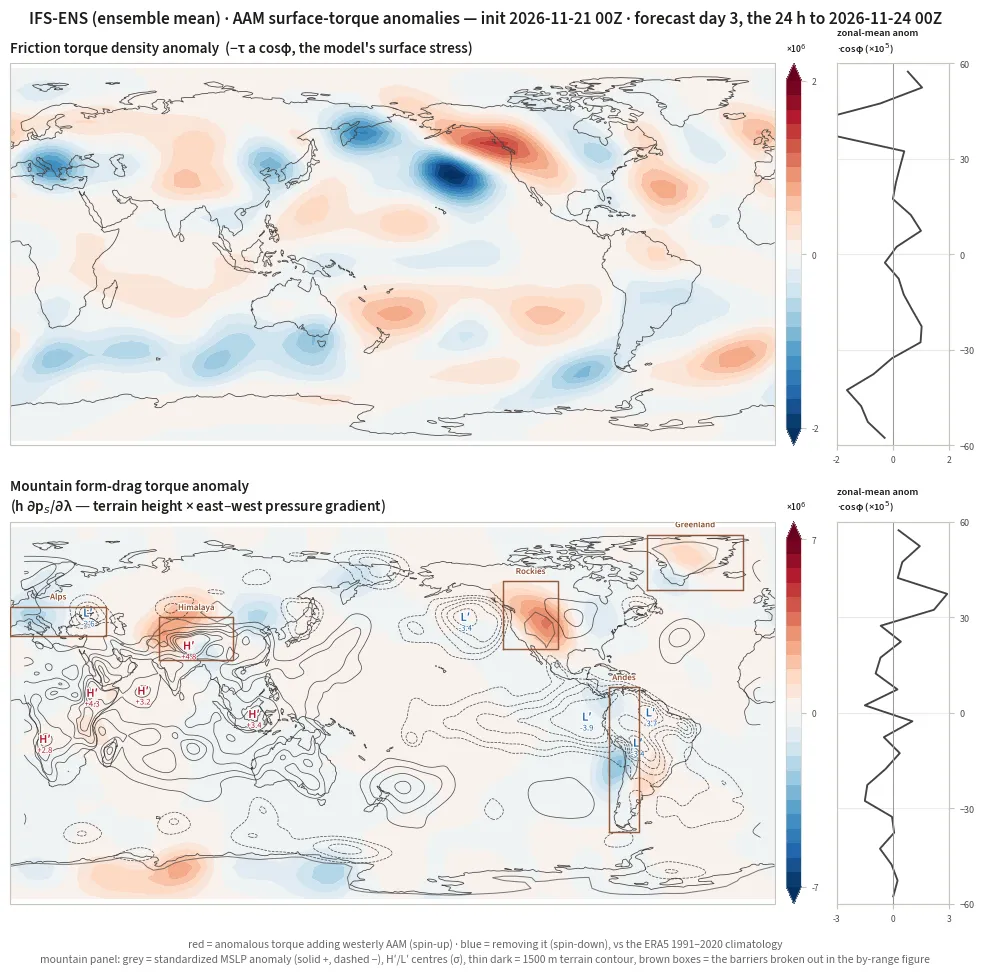 IFS-ENS (ensemble mean) · AAM surface-torque anomalies — init 2026-11-21 00Z · forecast day 3, the 24 h to 2026-11-24 00Z
Friction torque density anomaly (−τ a cosφ, the model's surface stress)
×10⁶
zonal-mean anom
·cosφ (×10⁵)
2
0
-2
60
30
0
−30
−60
-2
0
2
Mountain form-drag torque anomaly
(h ∂pₛ/∂λ — terrain height × east–west pressure gradient)
×10⁶
zonal-mean anom
·cosφ (×10⁵)
Greenland
Rockies
Alps
Himalaya
Andes
L'
L'
-3.4
H'
+4.8
H'
+4.3
H'
+3.2
H'
H'
+2.8
L'
-3.9
L'
-3.7
L'
7
0
-7
60
30
0
−30
−60
-3
0
3
red = anomalous torque adding westerly AAM (spin-up) · blue = removing it (spin-down), vs the ERA5 1991–2020 climatology
mountain panel: grey = standardized MSLP anomaly (solid +, dashed –), H'/L' centres (σ), thin dark = 1500 m terrain contour, brown boxes = the barriers broken out in the by-range figure